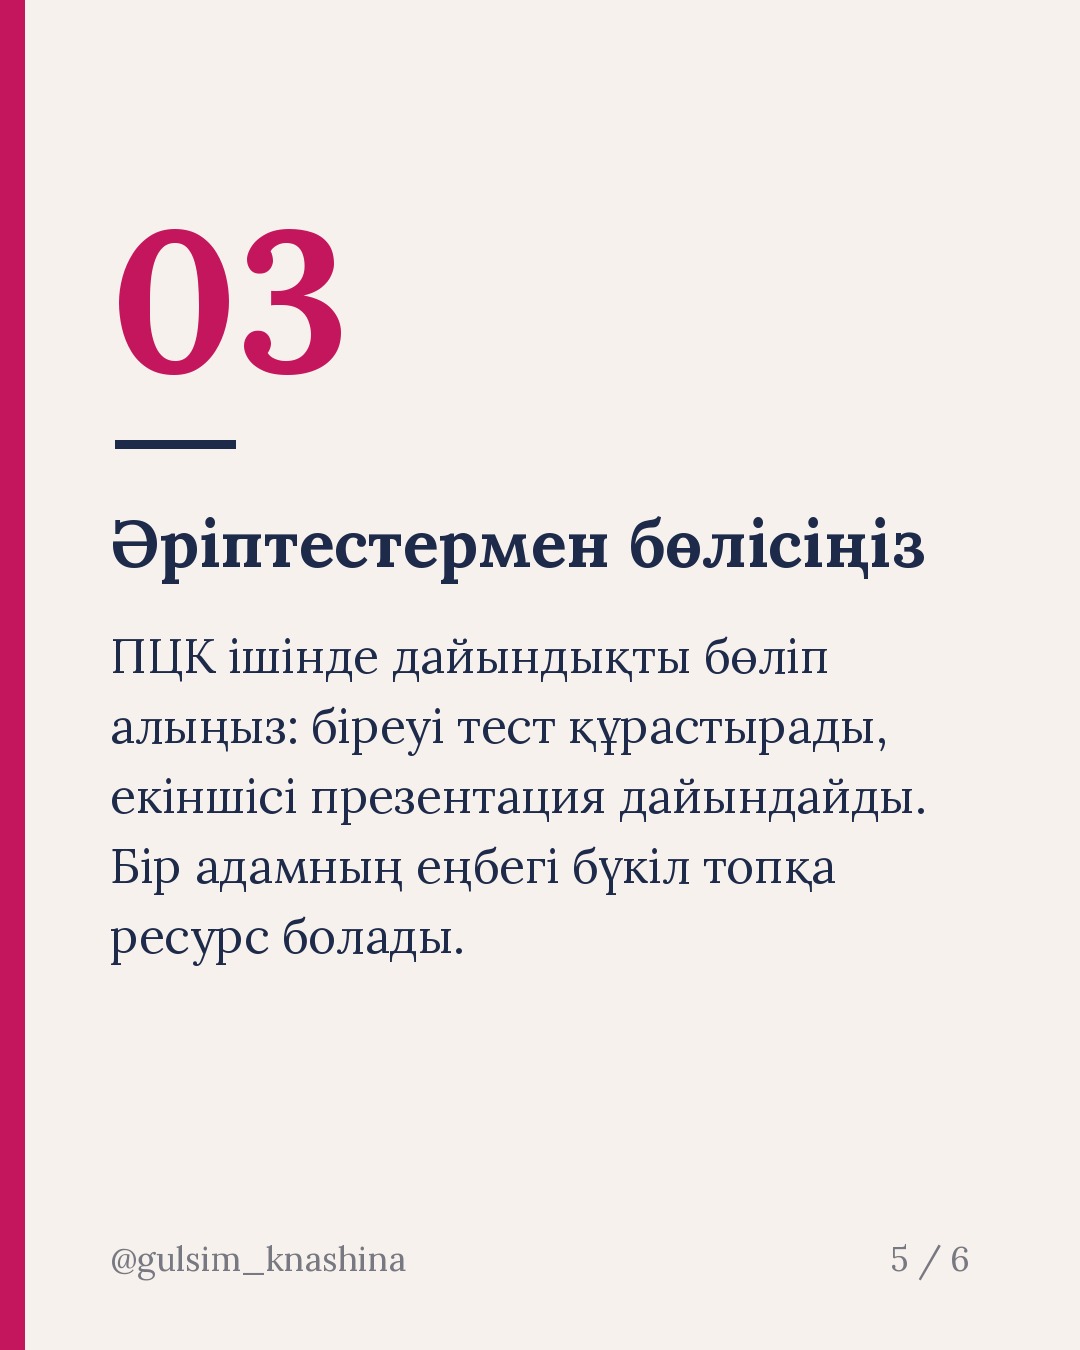 03
Әріптестермен бөлісіңіз
ПЦК ішінде дайындықты бөліп
алыңыз: біреуі тест құрастырады,
екіншісі презентация дайындайды.
Бір адамның еңбегі бүкіл топқа
ресурс болады.
@gulsim_knashina
5 / 6